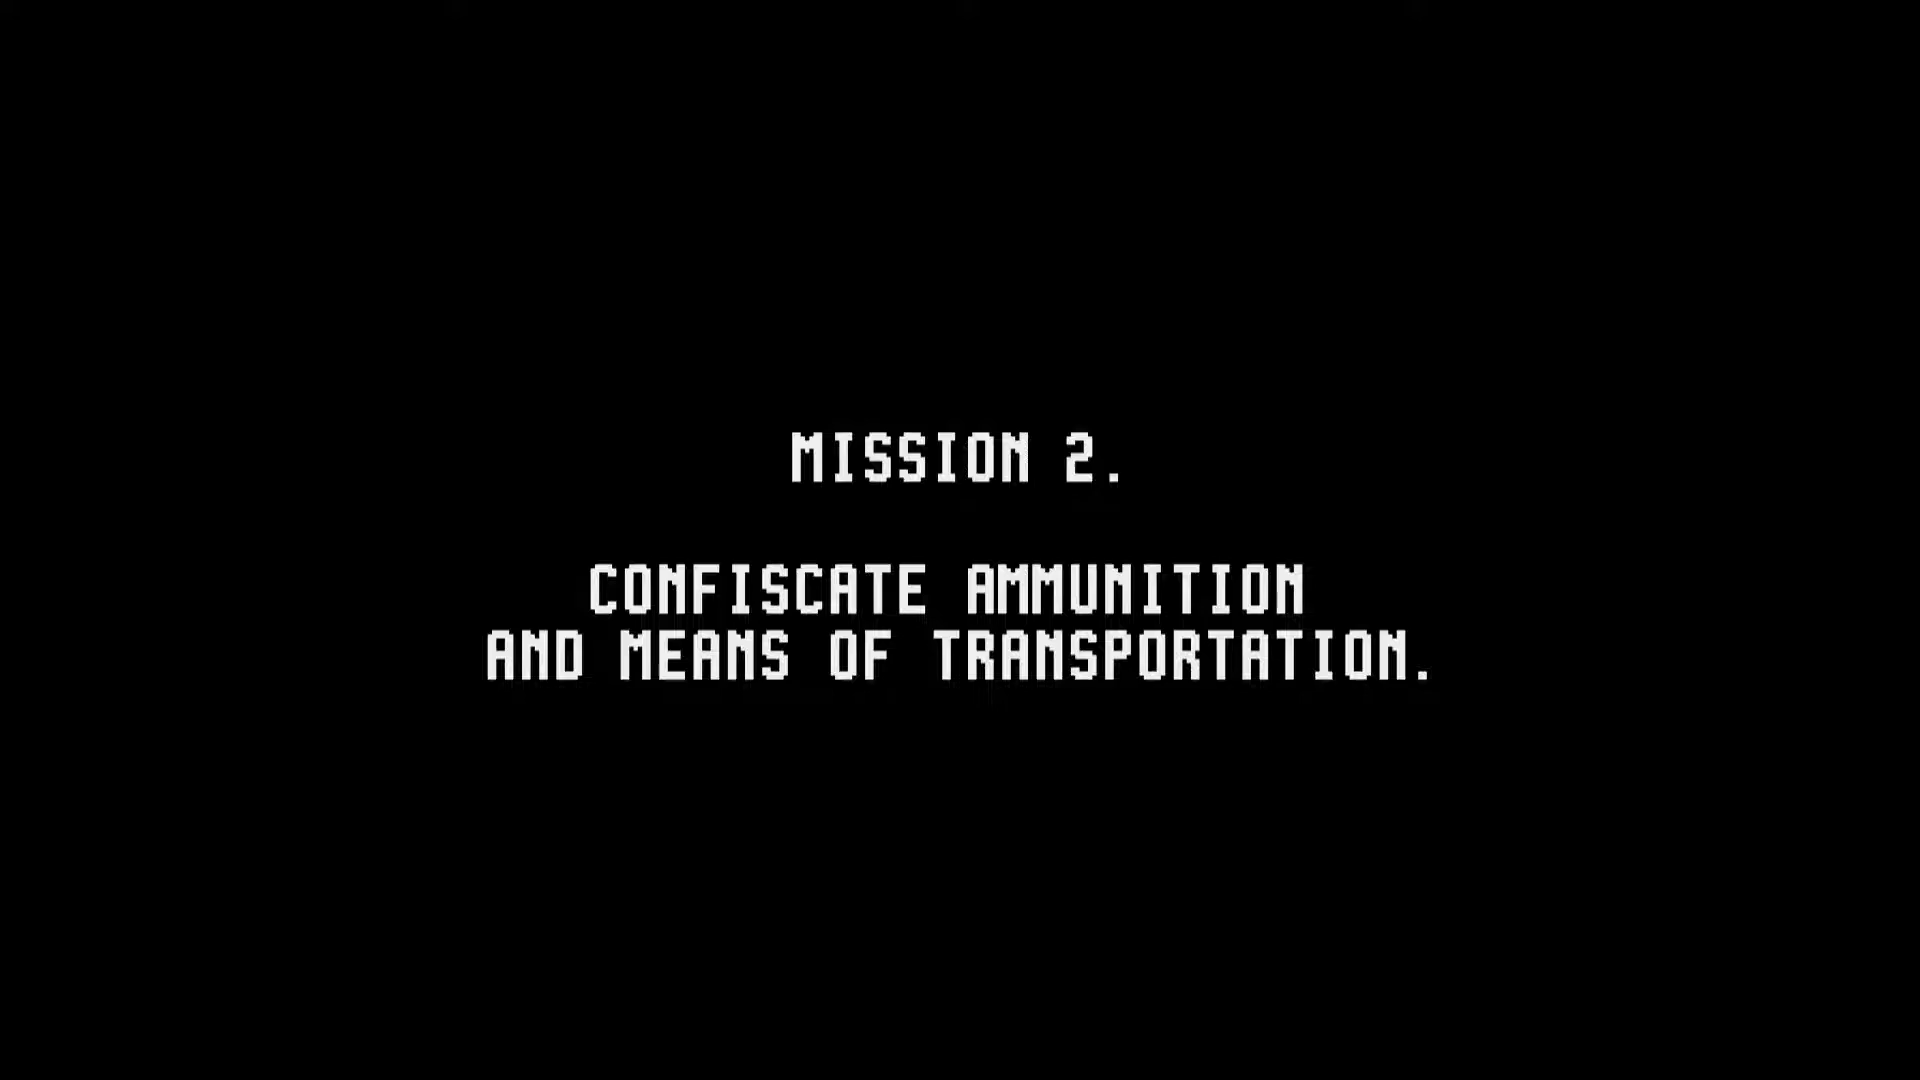 MISSION 2.
CONFISCATE AMMUNITION
AND MEANS OF TRANSPORTATION.